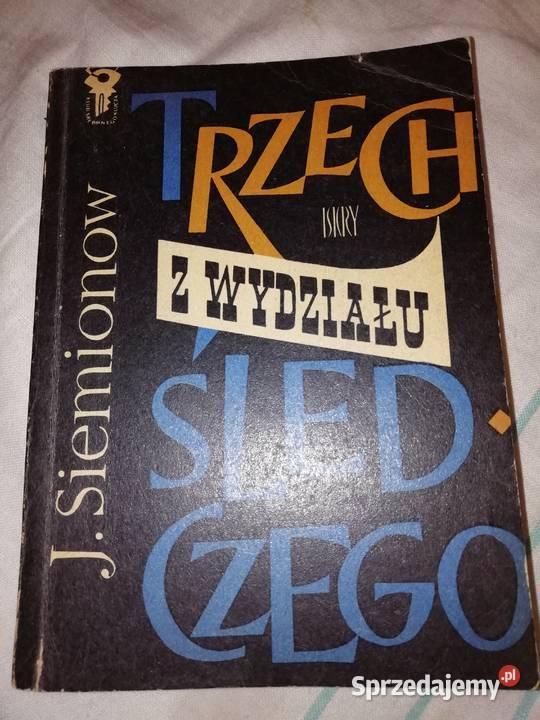 J. Siemionow
TRZECH
ISKRY
Z WYDZIAŁU
ŚLED-
CZEGO
Sprzedajemy.pl